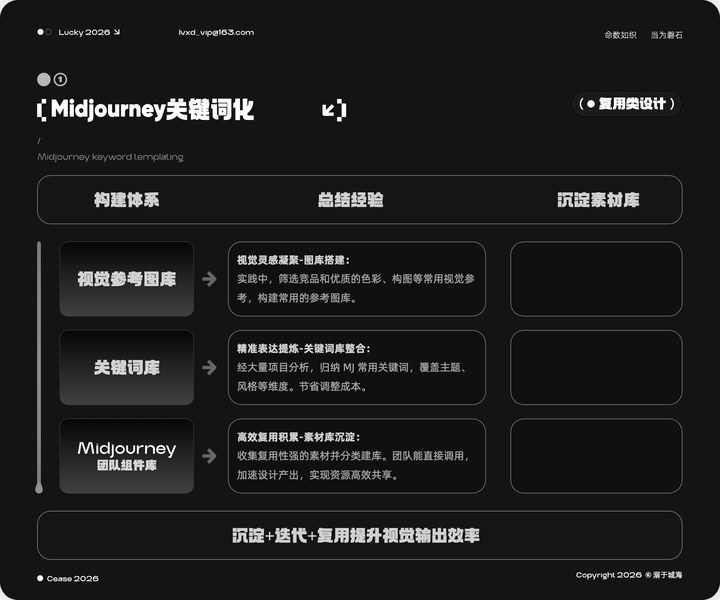 Lucky 2026
lvxd_vip@163.com
命数如织 当为磐石
1
Midjourney关键词化
(● 复用类设计 )
/
Midjourney keyword templating
构建体系
总结经验
沉淀素材库
视觉参考图库
视觉灵感凝聚-图库搭建：
实践中，筛选竞品和优质的色彩、构图等常用视觉参
考，构建常用的参考图库。
关键词库
精准表达提炼-关键词库整合：
经大量项目分析，归纳 MJ 常用关键词，覆盖主题、
风格等维度。节省调整成本。
Midjourney
团队组件库
高效复用积累-素材库沉淀：
收集复用性强的素材并分类建库。团队能直接调用，
加速设计产出，实现资源高效共享。
沉淀+迭代+复用提升视觉输出效率
Cease 2026
Copyright 2026 ©溺于城海